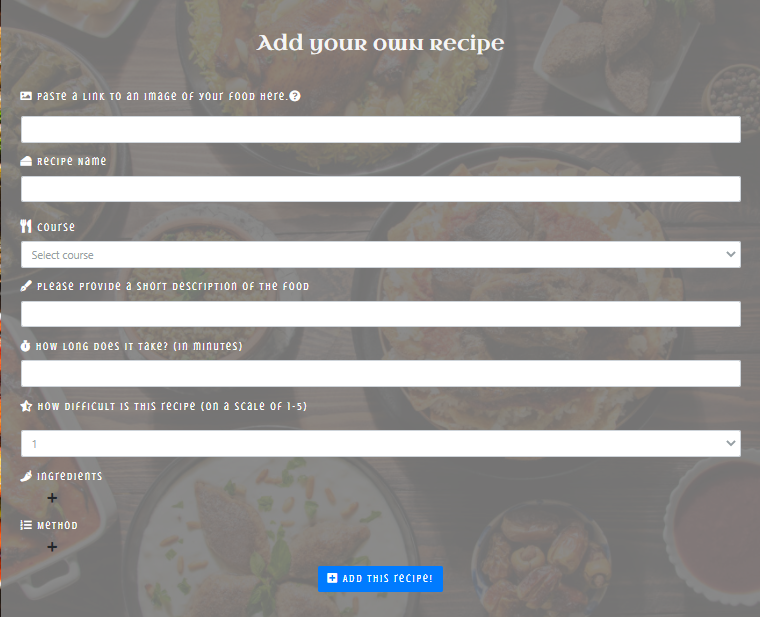 Add your own recipe
Paste a link to an image of your food here.
Recipe Name
Course
Select course
Please provide a short description of the food
How long does it take? (in minutes)
How difficult is this recipe (on a scale of 1-5)
1
Ingredients
+
Method
+
Add this recipe!